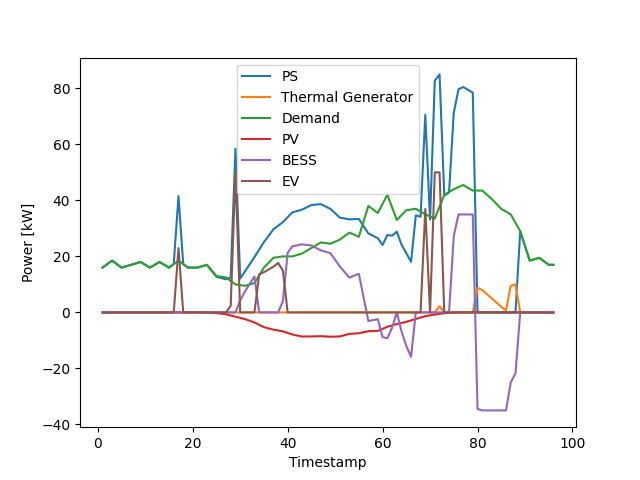 PS
Thermal Generator
Demand
PV
BESS
EV
Power [kW]
80
60
40
20
0
−20
−40
0 20 40 60 80 100
Timestamp